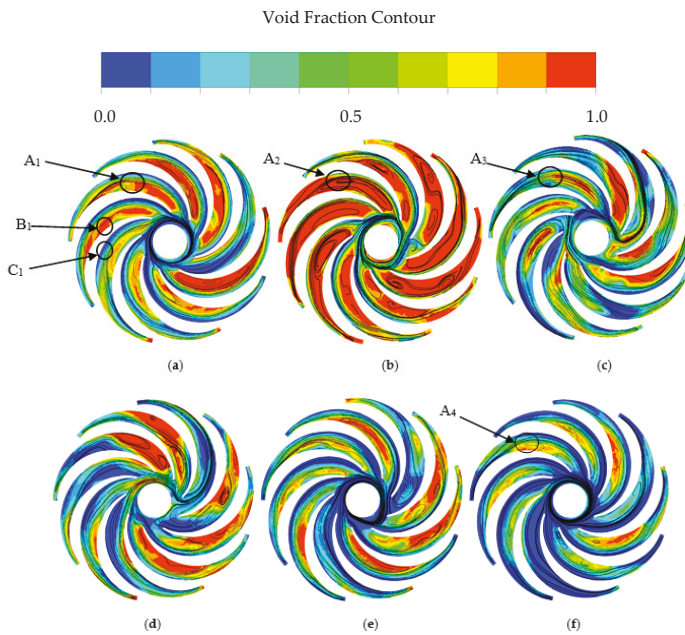 Void Fraction Contour
0.0 0.5 1.0
A1
A2
A3
B1
C1
(a) (b) (c)
A4
(d) (e) (f)